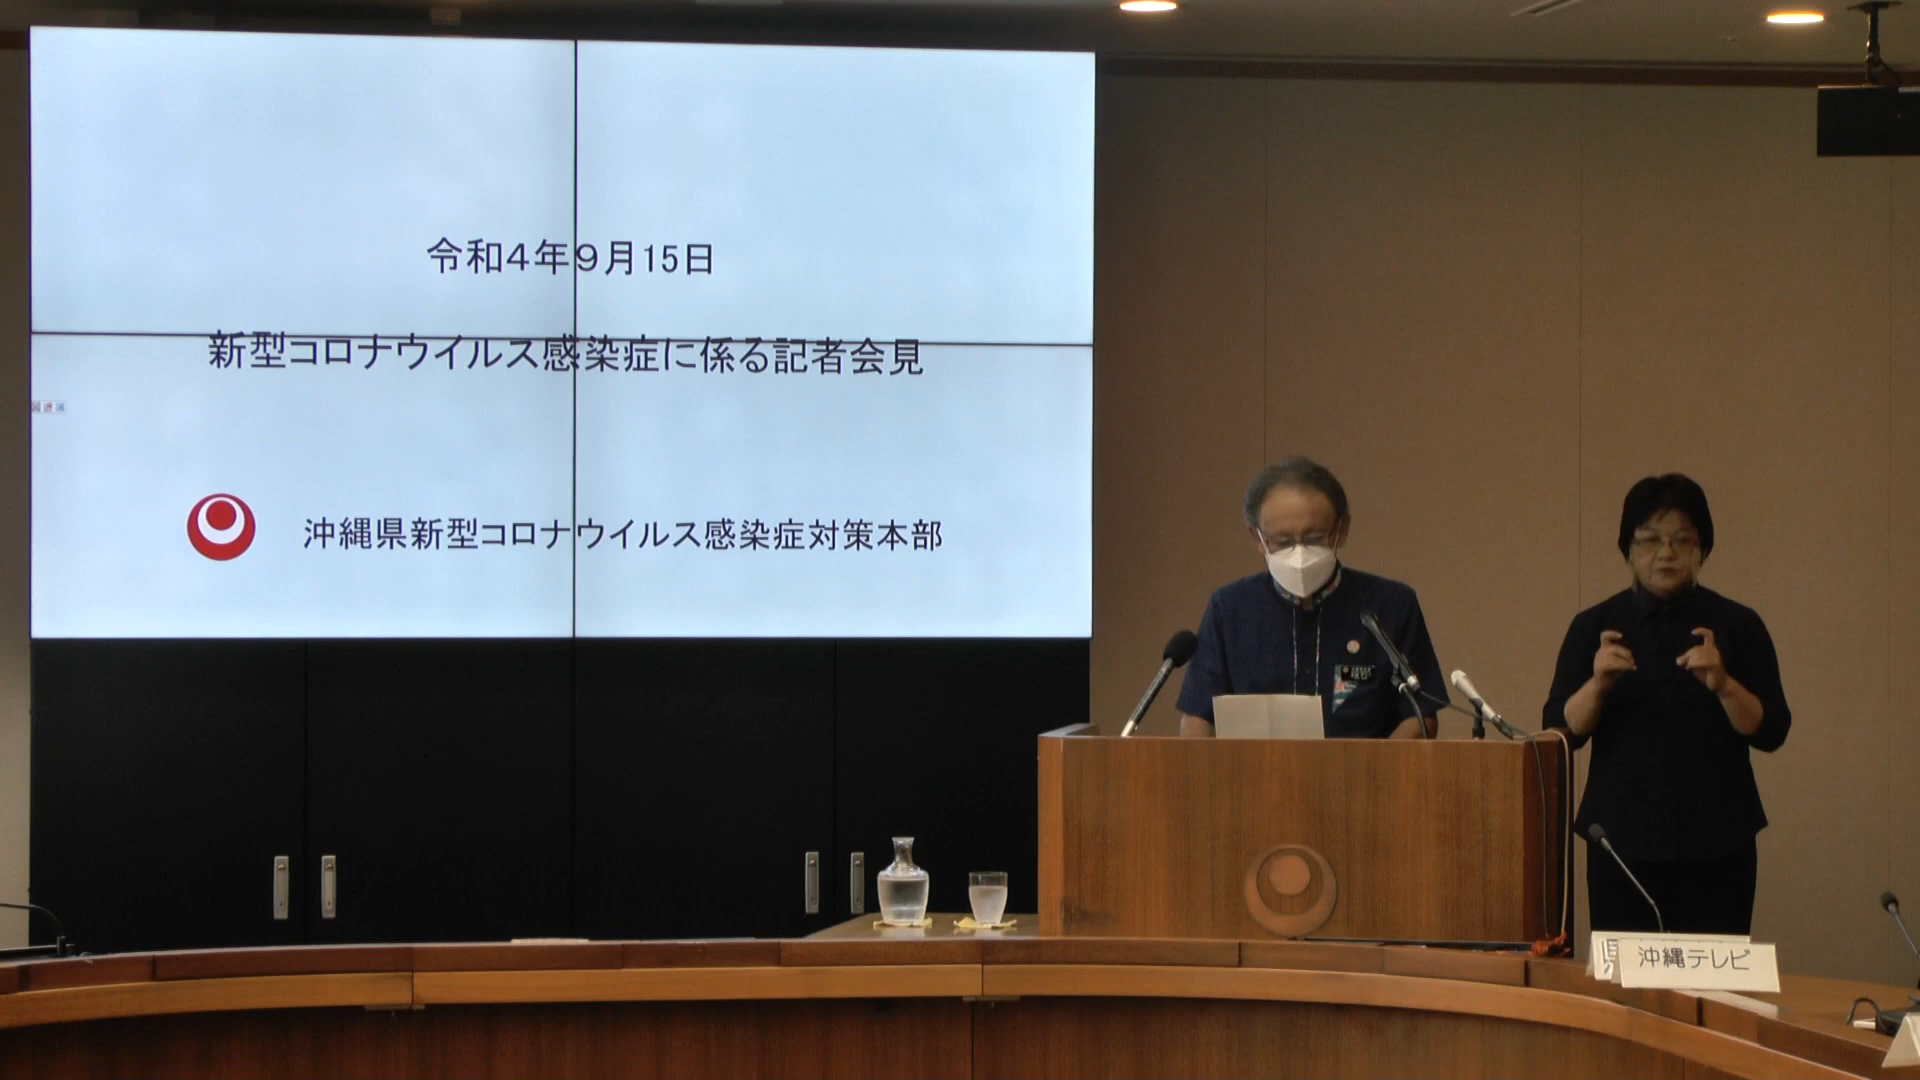 令和4年9月15日
新型コロナウイルス感染症に係る記者会見
沖縄県新型コロナウイルス感染症対策本部
県
沖縄テレビ